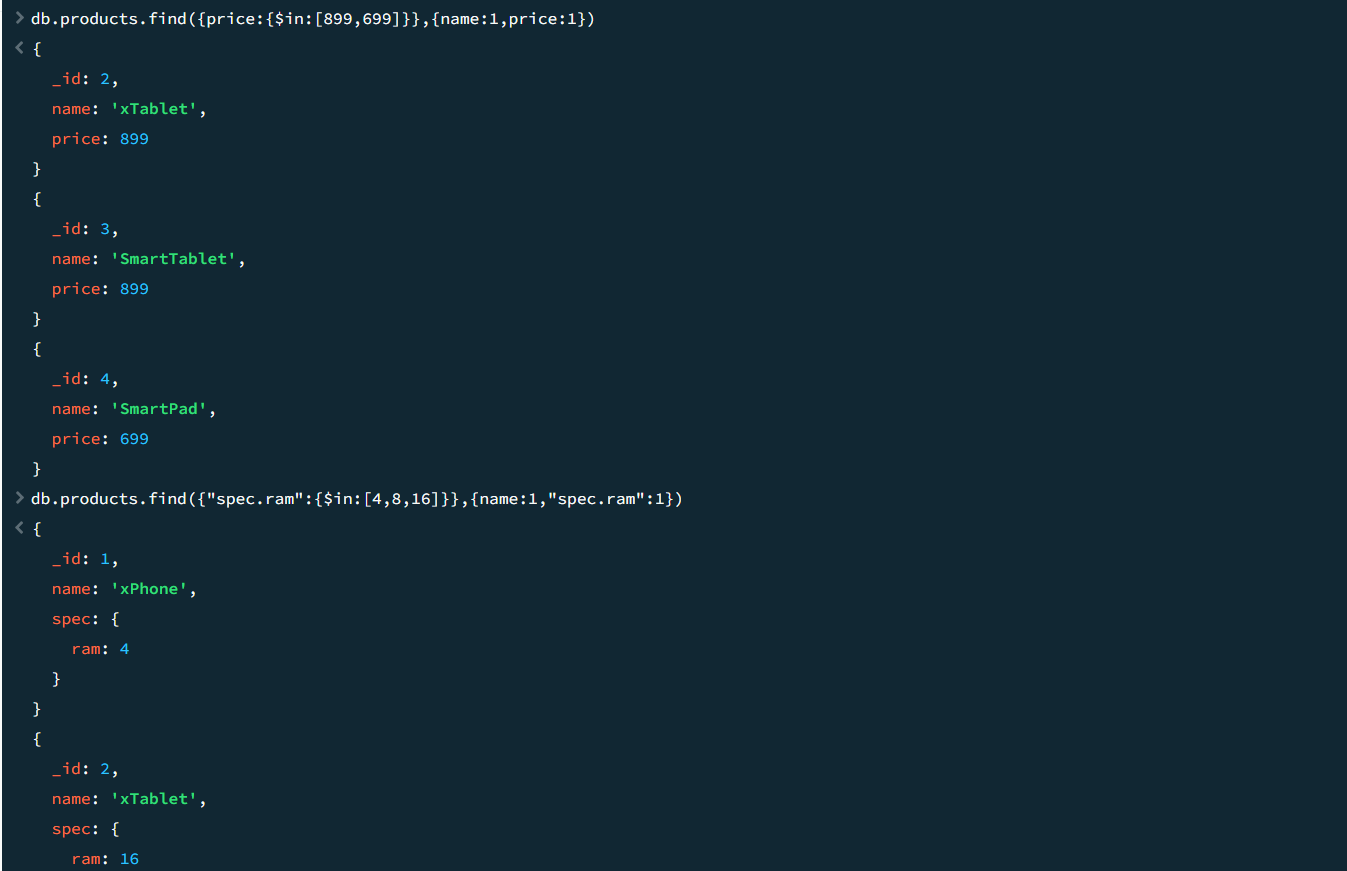 > db.products.find({price:{$in:[899,699]}},{name:1,price:1})
< {
_id: 2,
name: 'xTablet',
price: 899
}
{
_id: 3,
name: 'SmartTablet',
price: 899
}
{
_id: 4,
name: 'SmartPad',
price: 699
}
> db.products.find({"spec.ram":{$in:[4,8,16]}},{name:1,"spec.ram":1})
< {
_id: 1,
name: 'xPhone',
spec: {
ram: 4
}
}
{
_id: 2,
name: 'xTablet',
spec: {
ram: 16